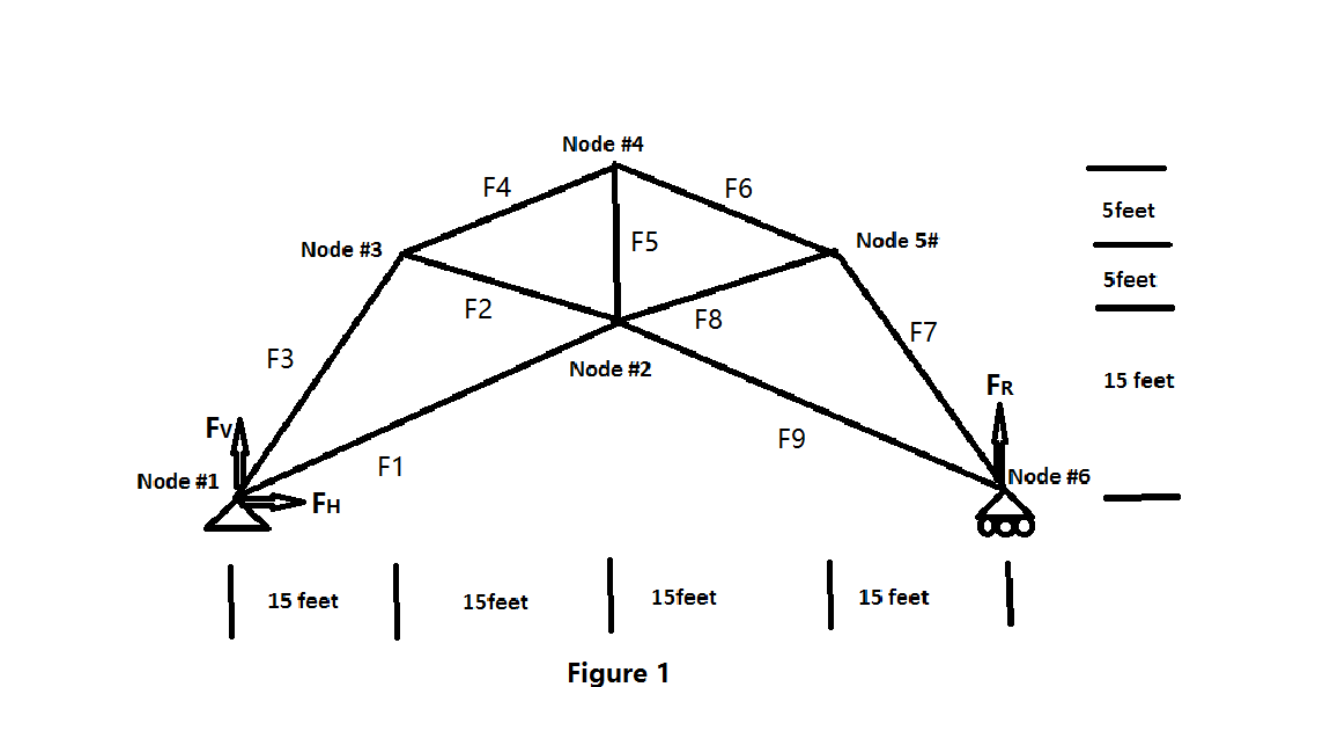 Node #4
F4
F6
5feet
Node #3
F5
Node 5#
5feet
F2
F8
F3
F7
Node #2
15 feet
FR
FV
F9
Node #1
F1
Node #6
FH
15 feet
15feet
15feet
15 feet
Figure 1